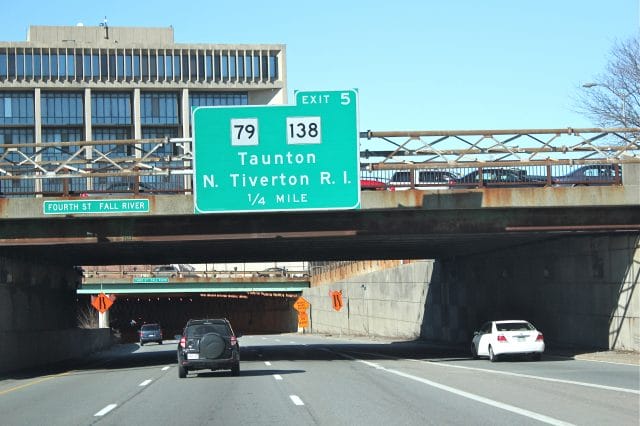 EXIT 5
79 138
Taunton
N. Tiverton R. I.
1/4 MILE
FOURTH ST FALL RIVER